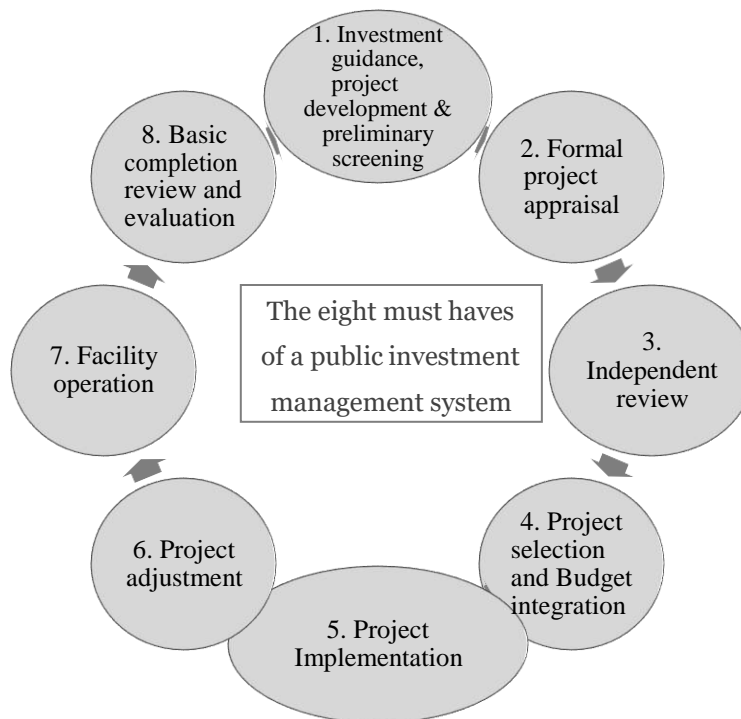 1. Investment
guidance,
project
development &
preliminary
screening
2. Formal
project
appraisal
3.
Independent
review
4. Project
selection
and Budget
integration
5. Project
Implementation
6. Project
adjustment
7. Facility
operation
8. Basic
completion
review and
evaluation
The eight must haves
of a public investment
management system